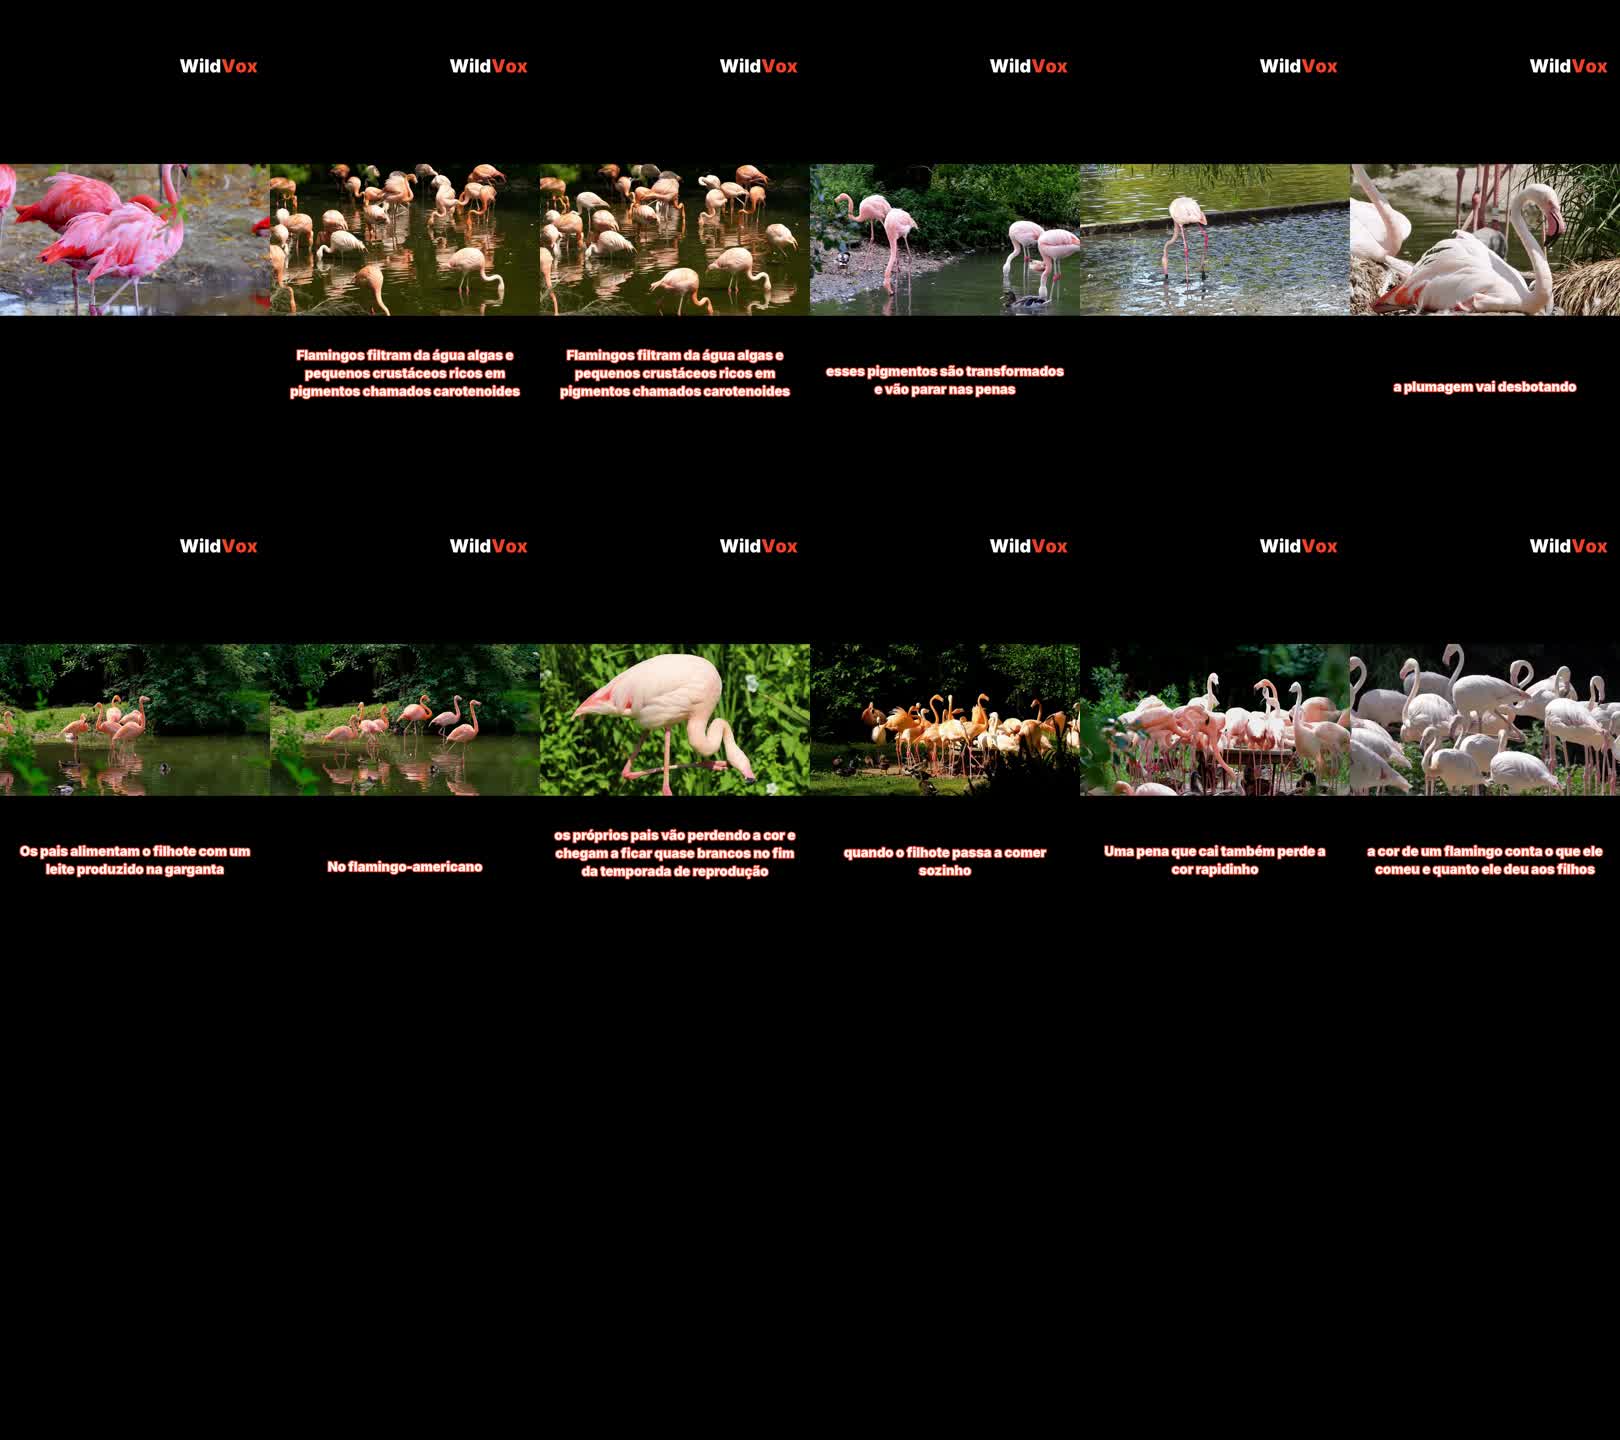 WildVox
WildVox
WildVox
WildVox
WildVox
WildVox
Flamingos filtram da água algas e
pequenos crustáceos ricos em
pigmentos chamados carotenoides
Flamingos filtram da água algas e
pequenos crustáceos ricos em
pigmentos chamados carotenoides
esses pigmentos são transformados
e vão parar nas penas
a plumagem vai desbotando
WildVox
WildVox
WildVox
WildVox
WildVox
WildVox
Os pais alimentam o filhote com um
leite produzido na garganta
No flamingo-americano
os próprios pais vão perdendo a cor e
chegam a ficar quase brancos no fim
da temporada de reprodução
quando o filhote passa a comer
sozinho
Uma pena que cai também perde a
cor rapidinho
a cor de um flamingo conta o que ele
comeu e quanto ele deu aos filhos